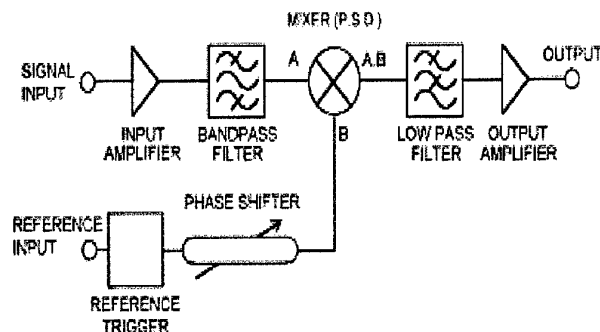 MIXER (P.S.D)
SIGNAL
INPUT
A
A.B
OUTPUT
INPUT
AMPLIFIER
BANDPASS
FILTER
B
LOW PASS
FILTER
OUTPUT
AMPLIFIER
PHASE SHIFTER
REFERENCE
INPUT
REFERENCE
TRIGGER